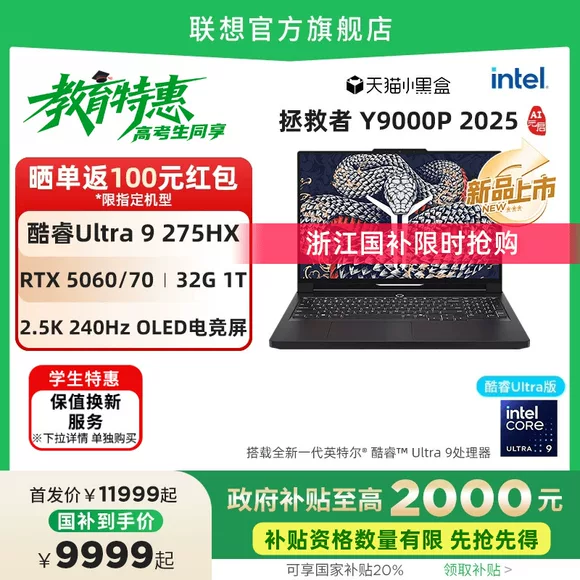 联想官方旗舰店
教育特惠
高考生同享
天猫小黑盒
intel.
拯救者 Y9000P 2025
AI元启
晒单返100元红包
*限指定机型
新品上市
酷睿Ultra 9 275HX
浙江国补限时抢购
RTX 5060/70 | 32G 1T
2.5K 240Hz OLED电竞屏
学生特惠
保值换新
服务
※下拉详情 单独购买
酷睿Ultra版
intel
CORE
ULTRA 9
搭载全新一代英特尔® 酷睿™ Ultra 9处理器
首发价￥11999起
国补到手价
￥9999起
政府补贴至高2000元
补贴资格数量有限 先抢先得
可享国家补贴20%
领取补贴 >